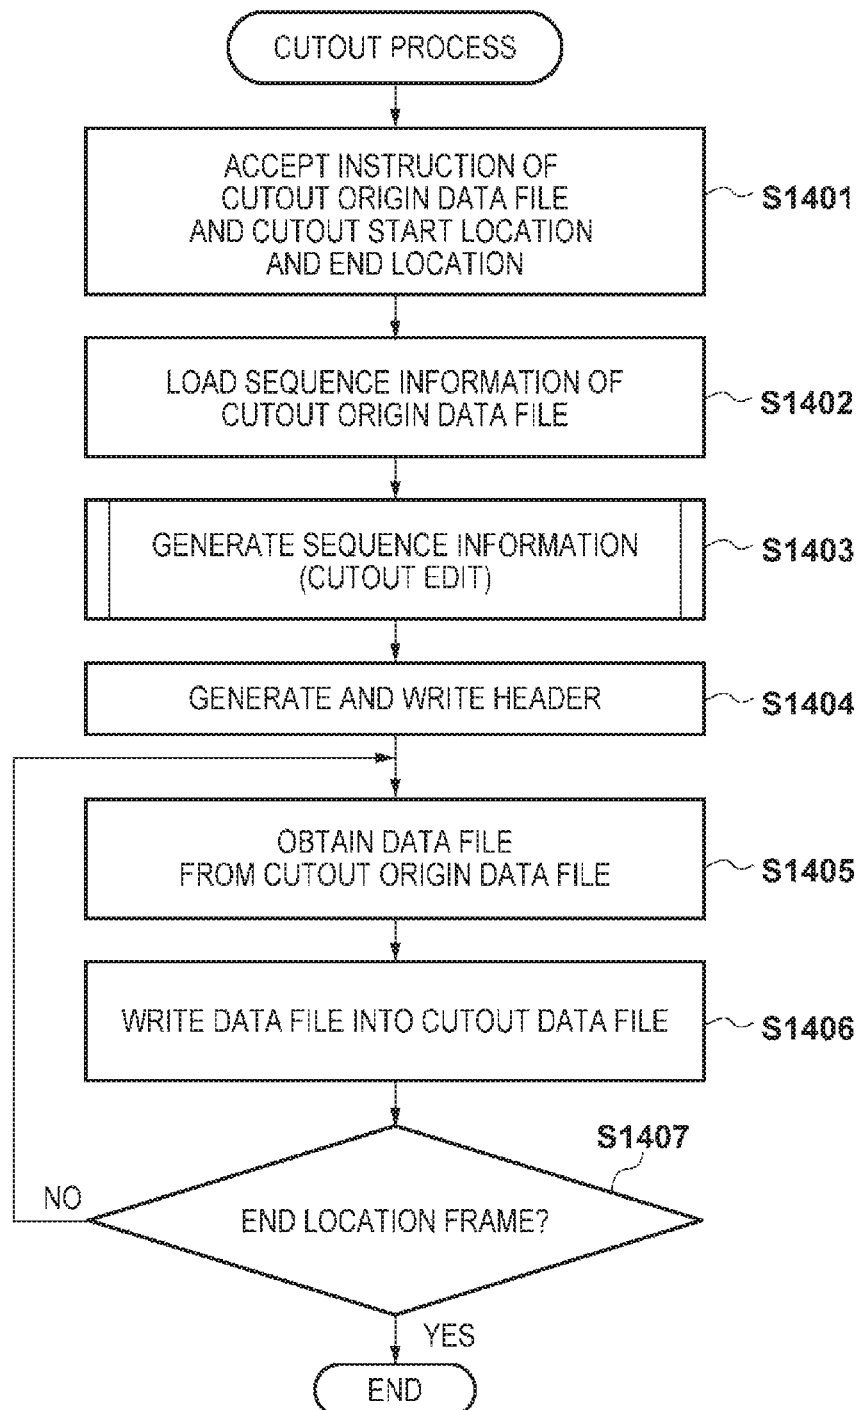 CUTOUT PROCESS
ACCEPT INSTRUCTION OF
CUTOUT ORIGIN DATA FILE
AND CUTOUT START LOCATION
AND END LOCATION
S1401
LOAD SEQUENCE INFORMATION OF
CUTOUT ORIGIN DATA FILE
S1402
GENERATE SEQUENCE INFORMATION
(CUTOUT EDIT)
S1403
GENERATE AND WRITE HEADER
S1404
OBTAIN DATA FILE
FROM CUTOUT ORIGIN DATA FILE
S1405
WRITE DATA FILE INTO CUTOUT DATA FILE
S1406
S1407
NO
END LOCATION FRAME?
YES
END